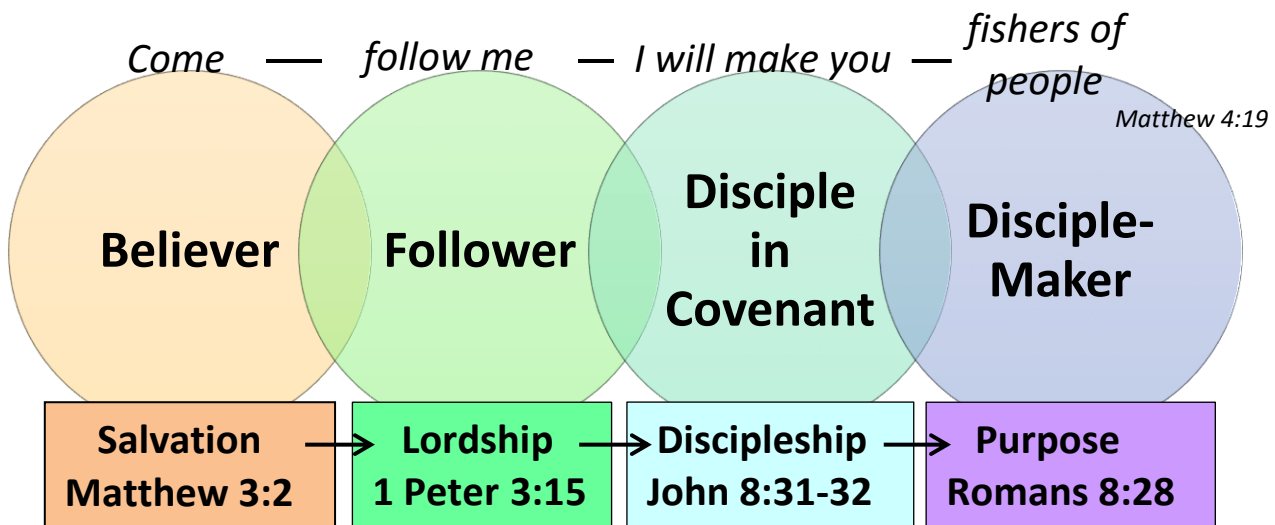 Come — follow me — I will make you — fishers of
people
Matthew 4:19
Believer
Follower
Disciple
in
Covenant
Disciple-
Maker
Salvation
Matthew 3:2
Lordship
1 Peter 3:15
Discipleship
John 8:31-32
Purpose
Romans 8:28